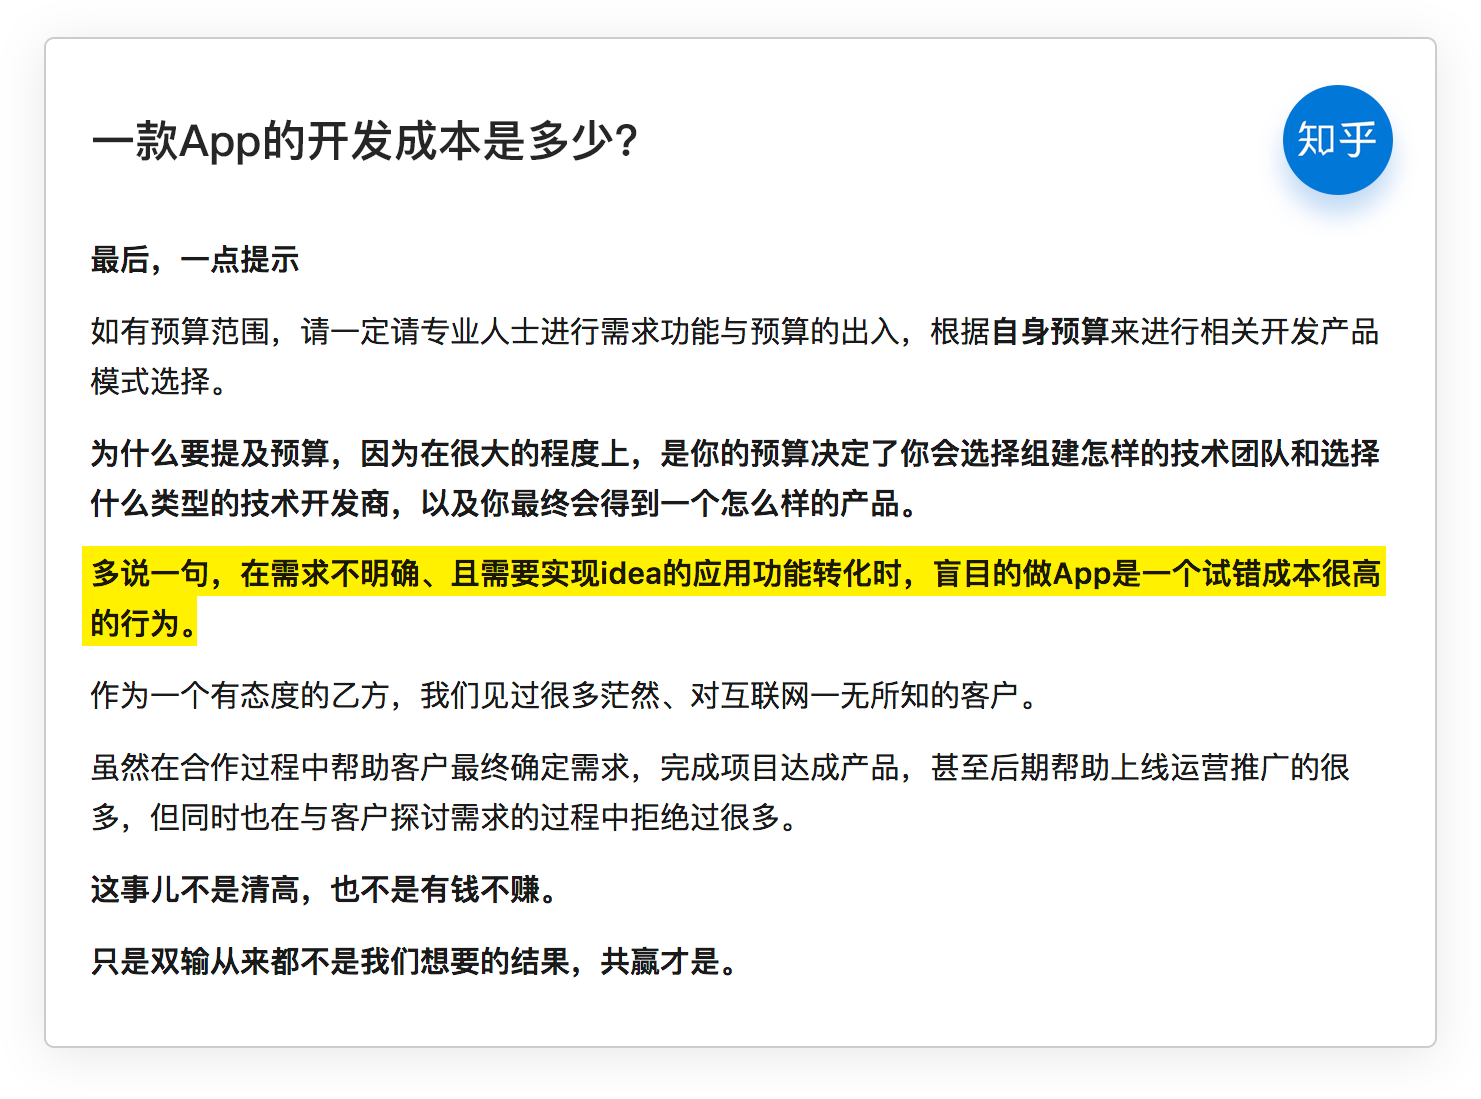 一款App的开发成本是多少?
知乎
最后，一点提示
如有预算范围，请一定请专业人士进行需求功能与预算的出入，根据自身预算来进行相关开发产品
模式选择。
为什么要提及预算，因为在很大的程度上，是你的预算决定了你会选择组建怎样的技术团队和选择
什么类型的技术开发商，以及你最终会得到一个怎么样的产品。
多说一句，在需求不明确、且需要实现idea的应用功能转化时，盲目的做App是一个试错成本很高
的行为。
作为一个有态度的乙方，我们见过很多茫然、对互联网一无所知的客户。
虽然在合作过程中帮助客户最终确定需求，完成项目达成产品，甚至后期帮助上线运营推广的很
多，但同时也在与客户探讨需求的过程中拒绝过很多。
这事儿不是清高，也不是有钱不赚。
只是双输从来都不是我们想要的结果，共赢才是。